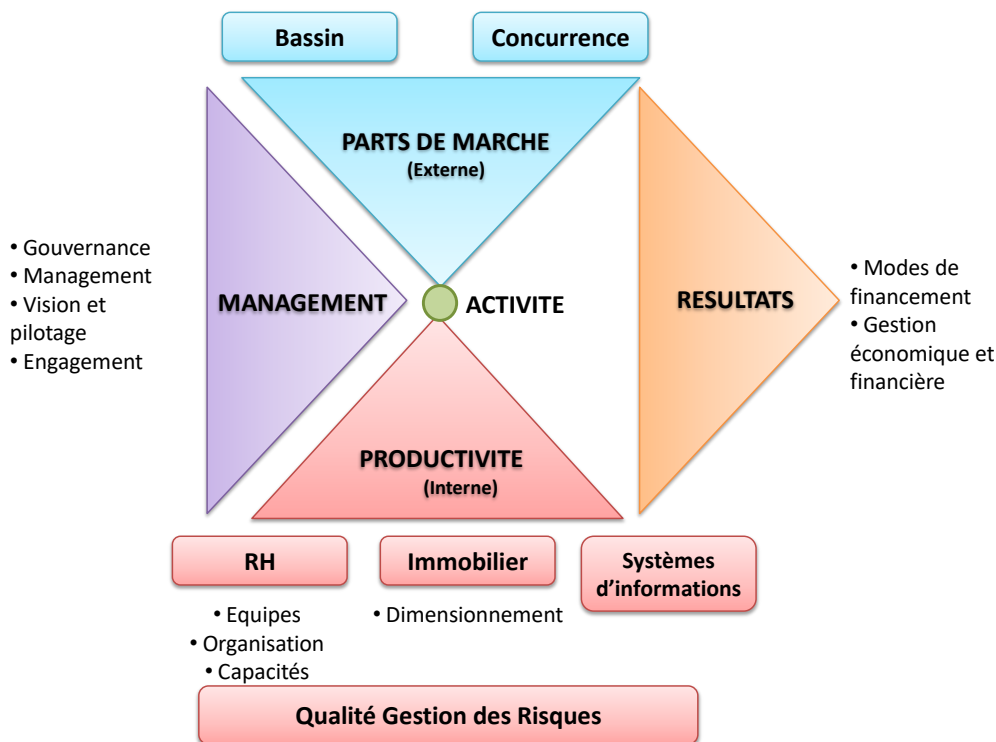 Bassin
Concurrence
PARTS DE MARCHE
(Externe)
• Gouvernance
• Management
• Vision et
pilotage
• Engagement
MANAGEMENT
ACTIVITE
RESULTATS
• Modes de
financement
• Gestion
économique et
financière
PRODUCTIVITE
(Interne)
RH
Immobilier
Systèmes
d’informations
• Equipes
• Organisation
• Capacités
• Dimensionnement
Qualité Gestion des Risques